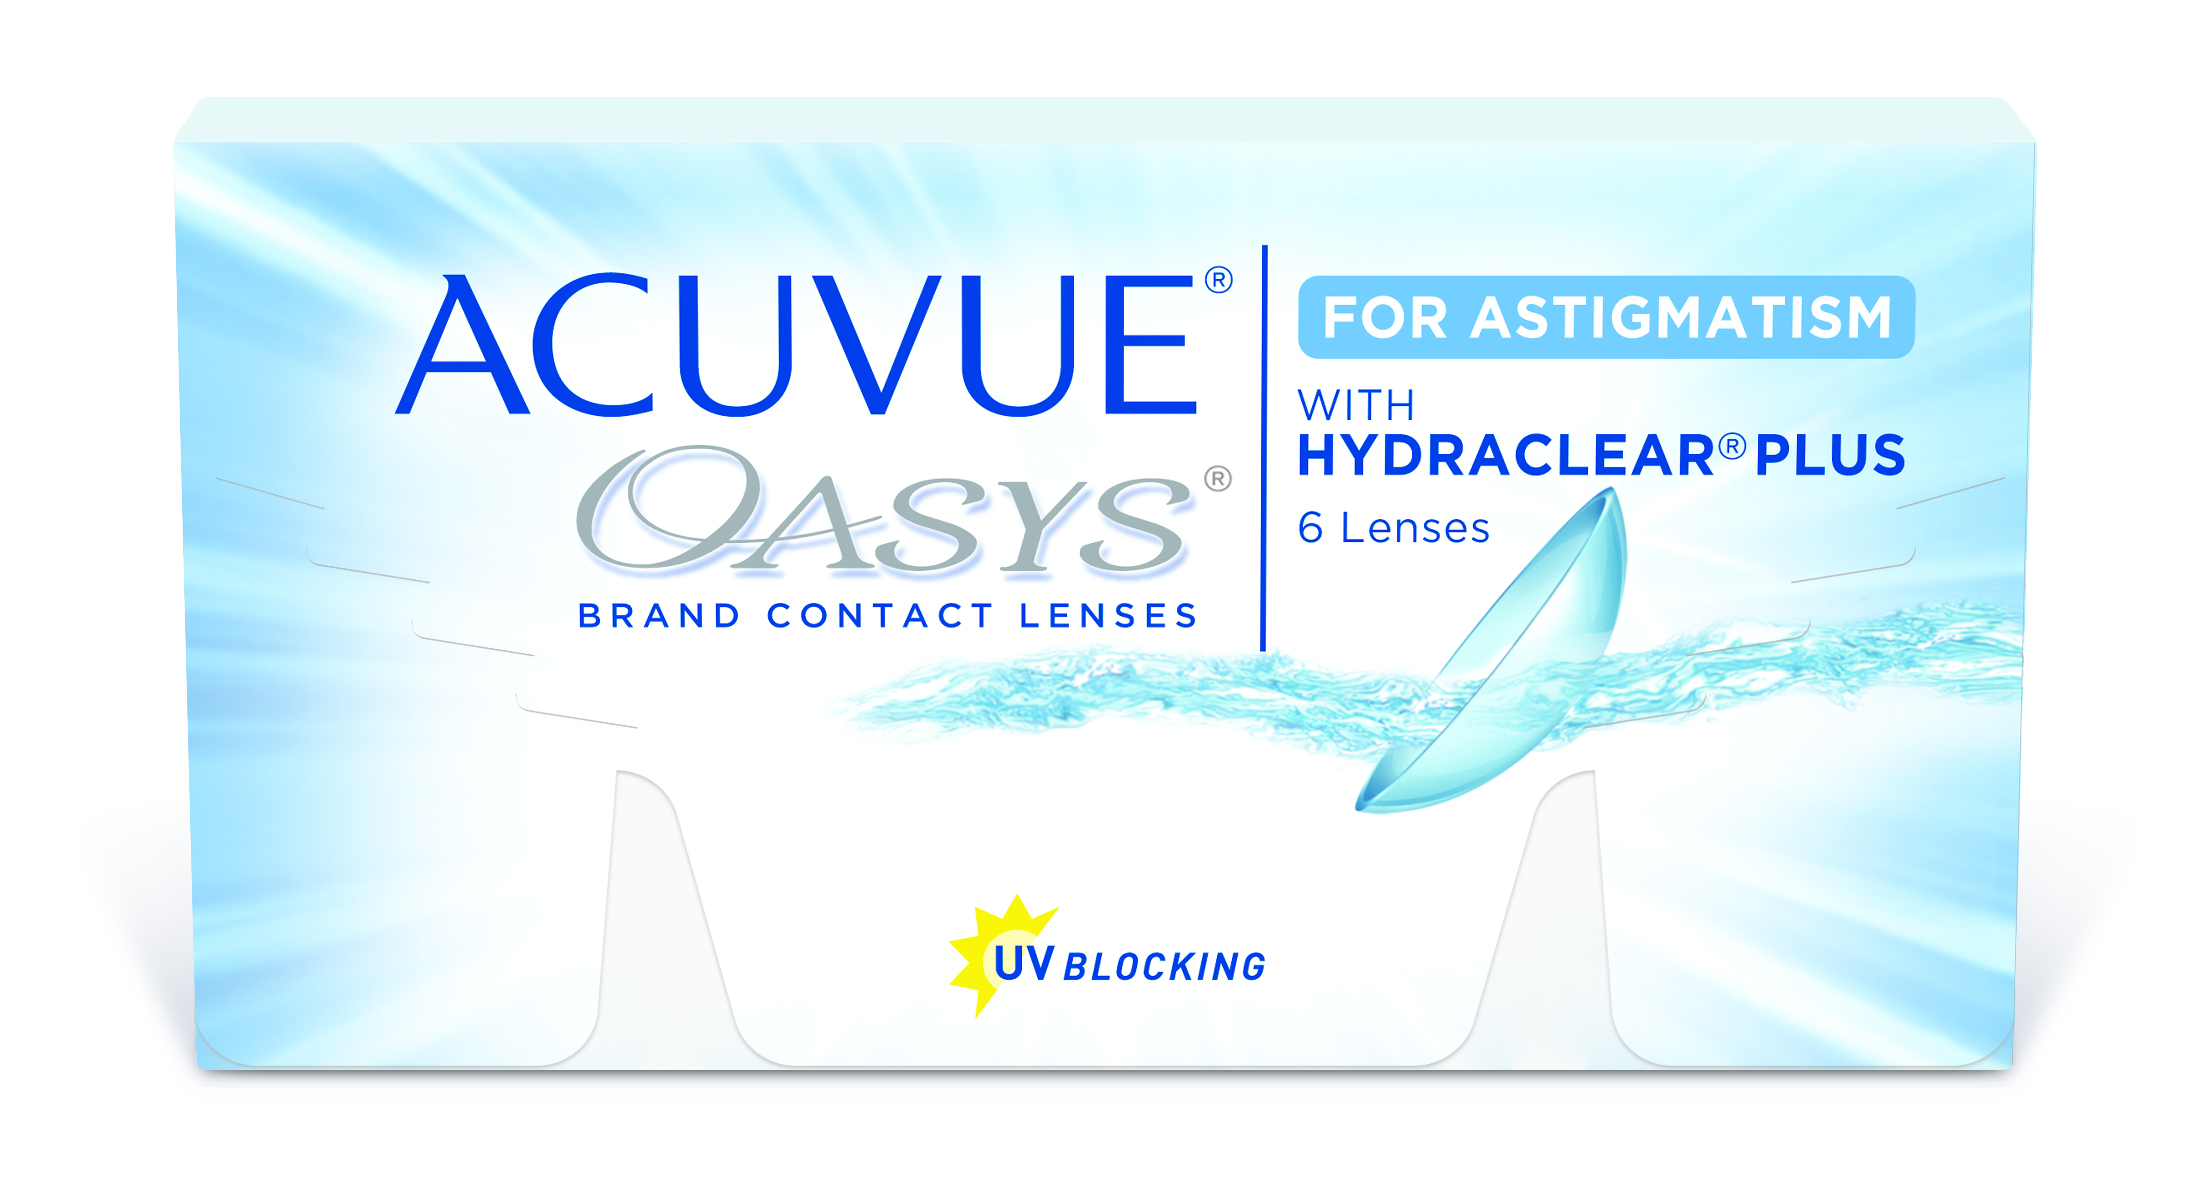 ACUVUE®
OASYS®
BRAND CONTACT LENSES
FOR ASTIGMATISM
WITH
HYDRACLEAR® PLUS
6 Lenses
UV BLOCKING